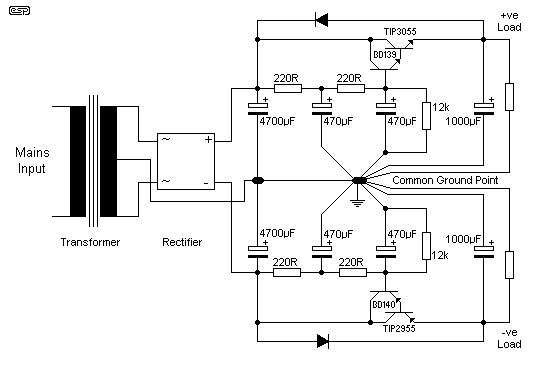 ESP
+ve
Load
TIP3055
BD139
220R
220R
12k
4700µF
470µF
470µF
1000µF
~
+
~
-
Mains
Input
Common Ground Point
Transformer
Rectifier
4700µF
470µF
470µF
1000µF
220R
220R
12k
BD140
TIP2955
-ve
Load